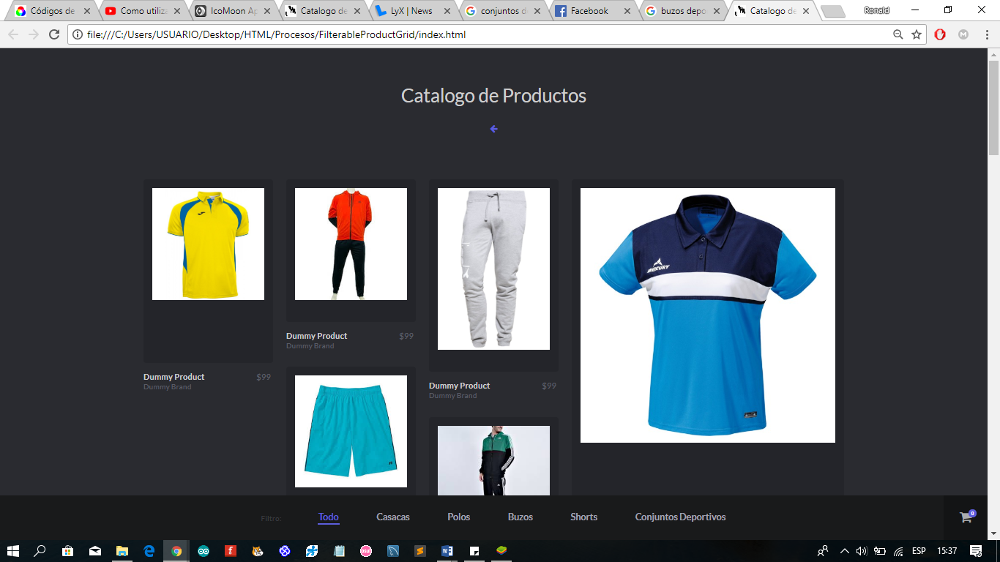 Códigos de
Como utiliza
IcoMoon Ap
Catalogo de
LyX | News
conjuntos d
Facebook
buzos depo
Catalogo de
Ronald
file:///C:/Users/USUARIO/Desktop/HTML/Procesos/FilterableProductGrid/index.html
Catalogo de Productos
MERCURY
Dummy Product $99
Dummy Brand
Dummy Product $99
Dummy Brand
Dummy Product $99
Dummy Brand
Filtro:
Todo
Casacas
Polos
Buzos
Shorts
Conjuntos Deportivos
0
ESP
15:37